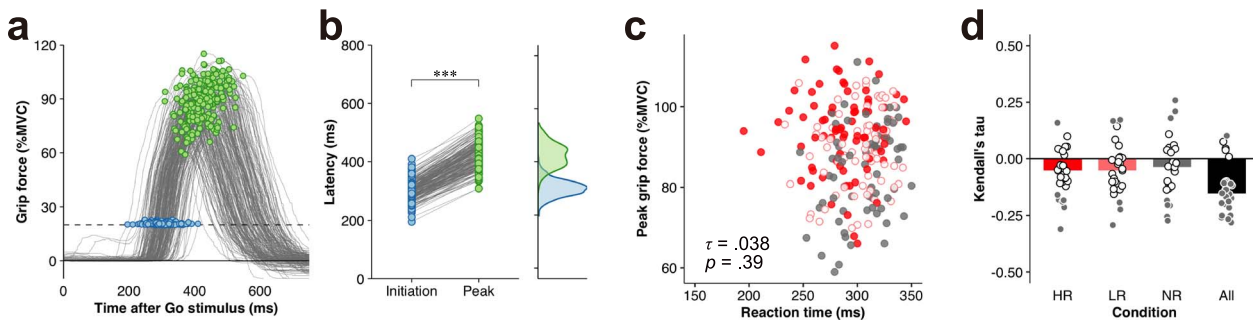 a
120
90
60
30
0
Grip force (%MVC)
0 200 400 600
Time after Go stimulus (ms)
b
800
600
400
200
0
Latency (ms)
***
Initiation Peak
c
100
80
60
Peak grip force (%MVC)
τ = .038
p = .39
150 200 250 300 350
Reaction time (ms)
d
0.50
0.25
0.00
-0.25
-0.50
Kendall's tau
HR LR NR All
Condition